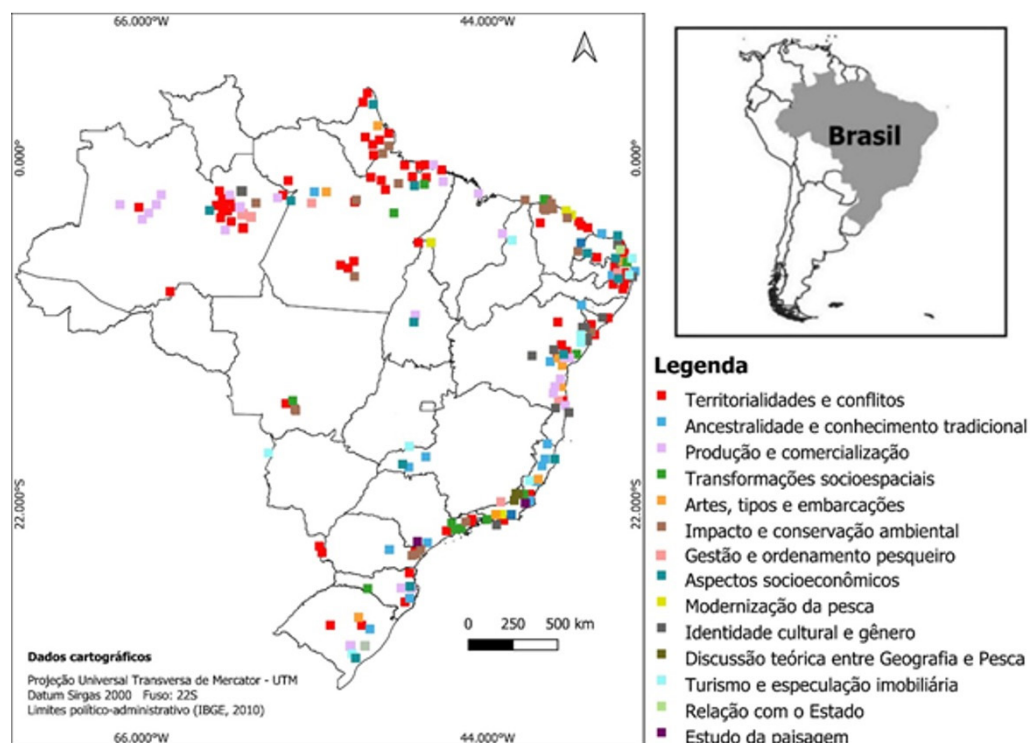 66.000°W 44.000°W
0.000°
0.000°
22.000°S
22.000°S
0 250 500 km
Dados cartográficos
Projeção Universal Transversa de Mercator - UTM
Datum Sirgas 2000 Fuso: 22S
Limites político-administrativo (IBGE, 2010)
66.000°W 44.000°W
Brasil
Legenda
Territorialidades e conflitos
Ancestralidade e conhecimento tradicional
Produção e comercialização
Transformações socioespaciais
Artes, tipos e embarcações
Impacto e conservação ambiental
Gestão e ordenamento pesqueiro
Aspectos socioeconômicos
Modernização da pesca
Identidade cultural e gênero
Discussão teórica entre Geografia e Pesca
Turismo e especulação imobiliária
Relação com o Estado
Estudo da paisagem